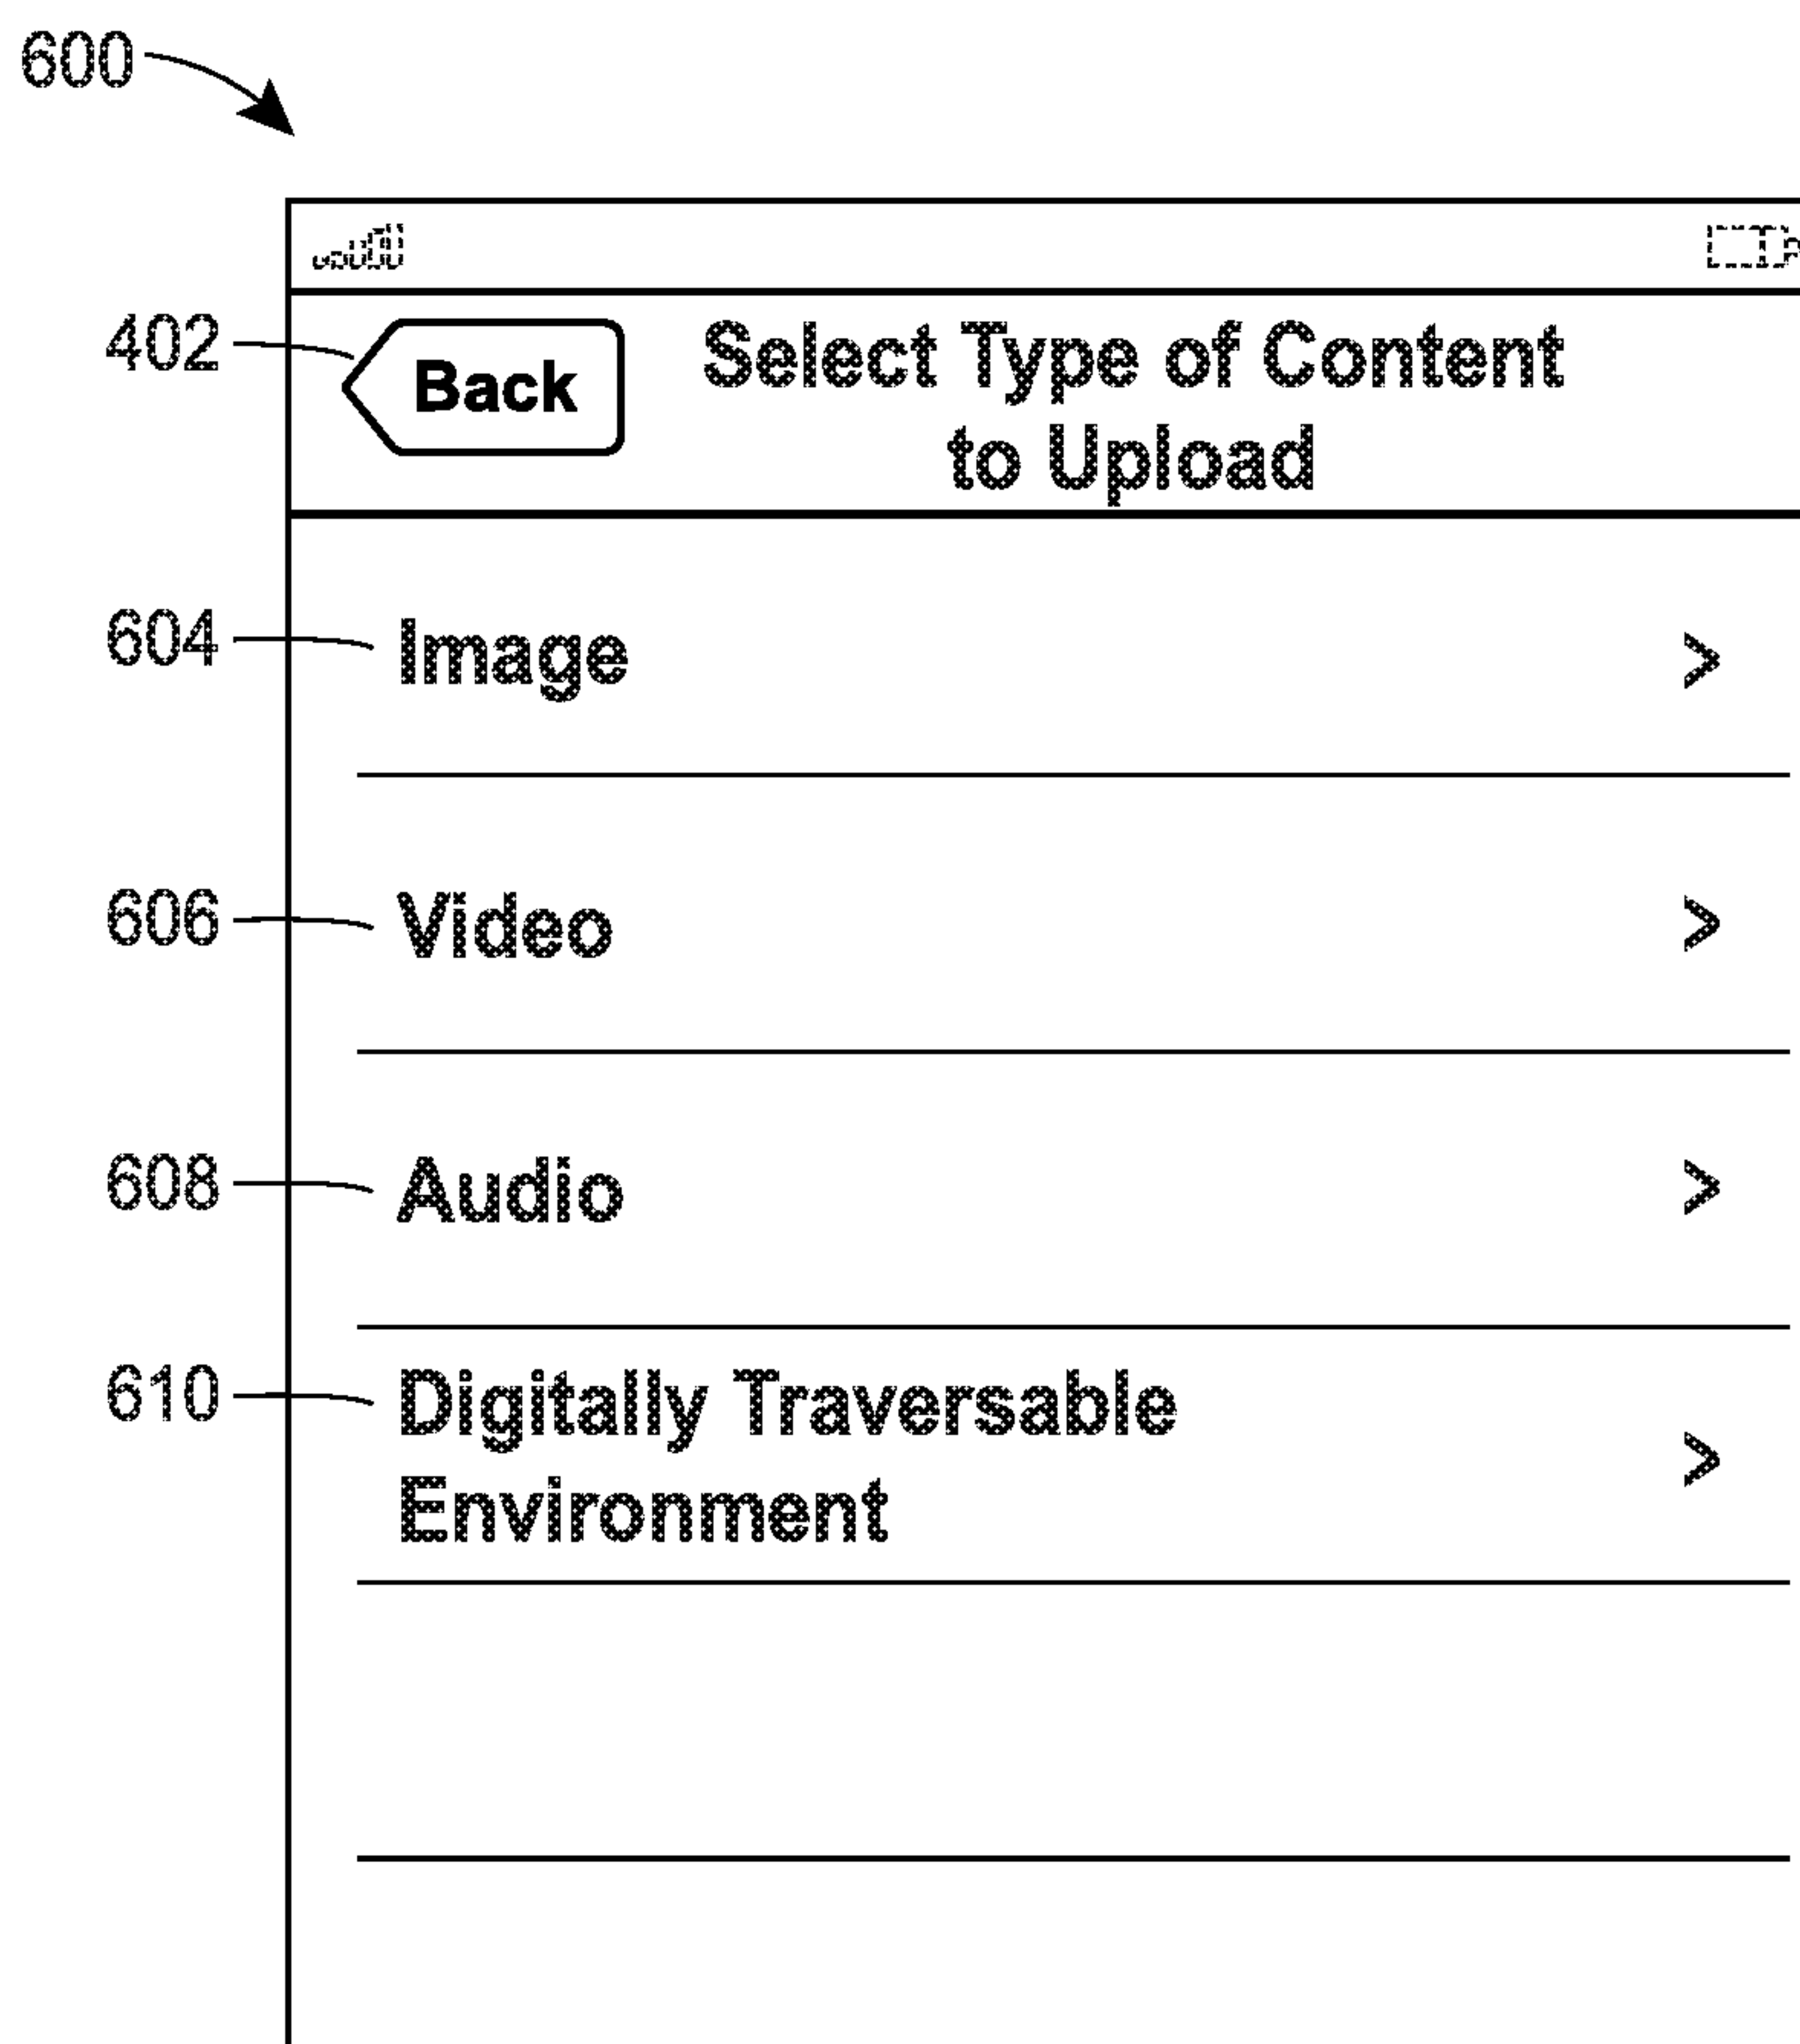 600
402
Back
Select Type of Content
to Upload
604
Image
>
606
Video
>
608
Audio
>
610
Digitally Traversable
Environment
>